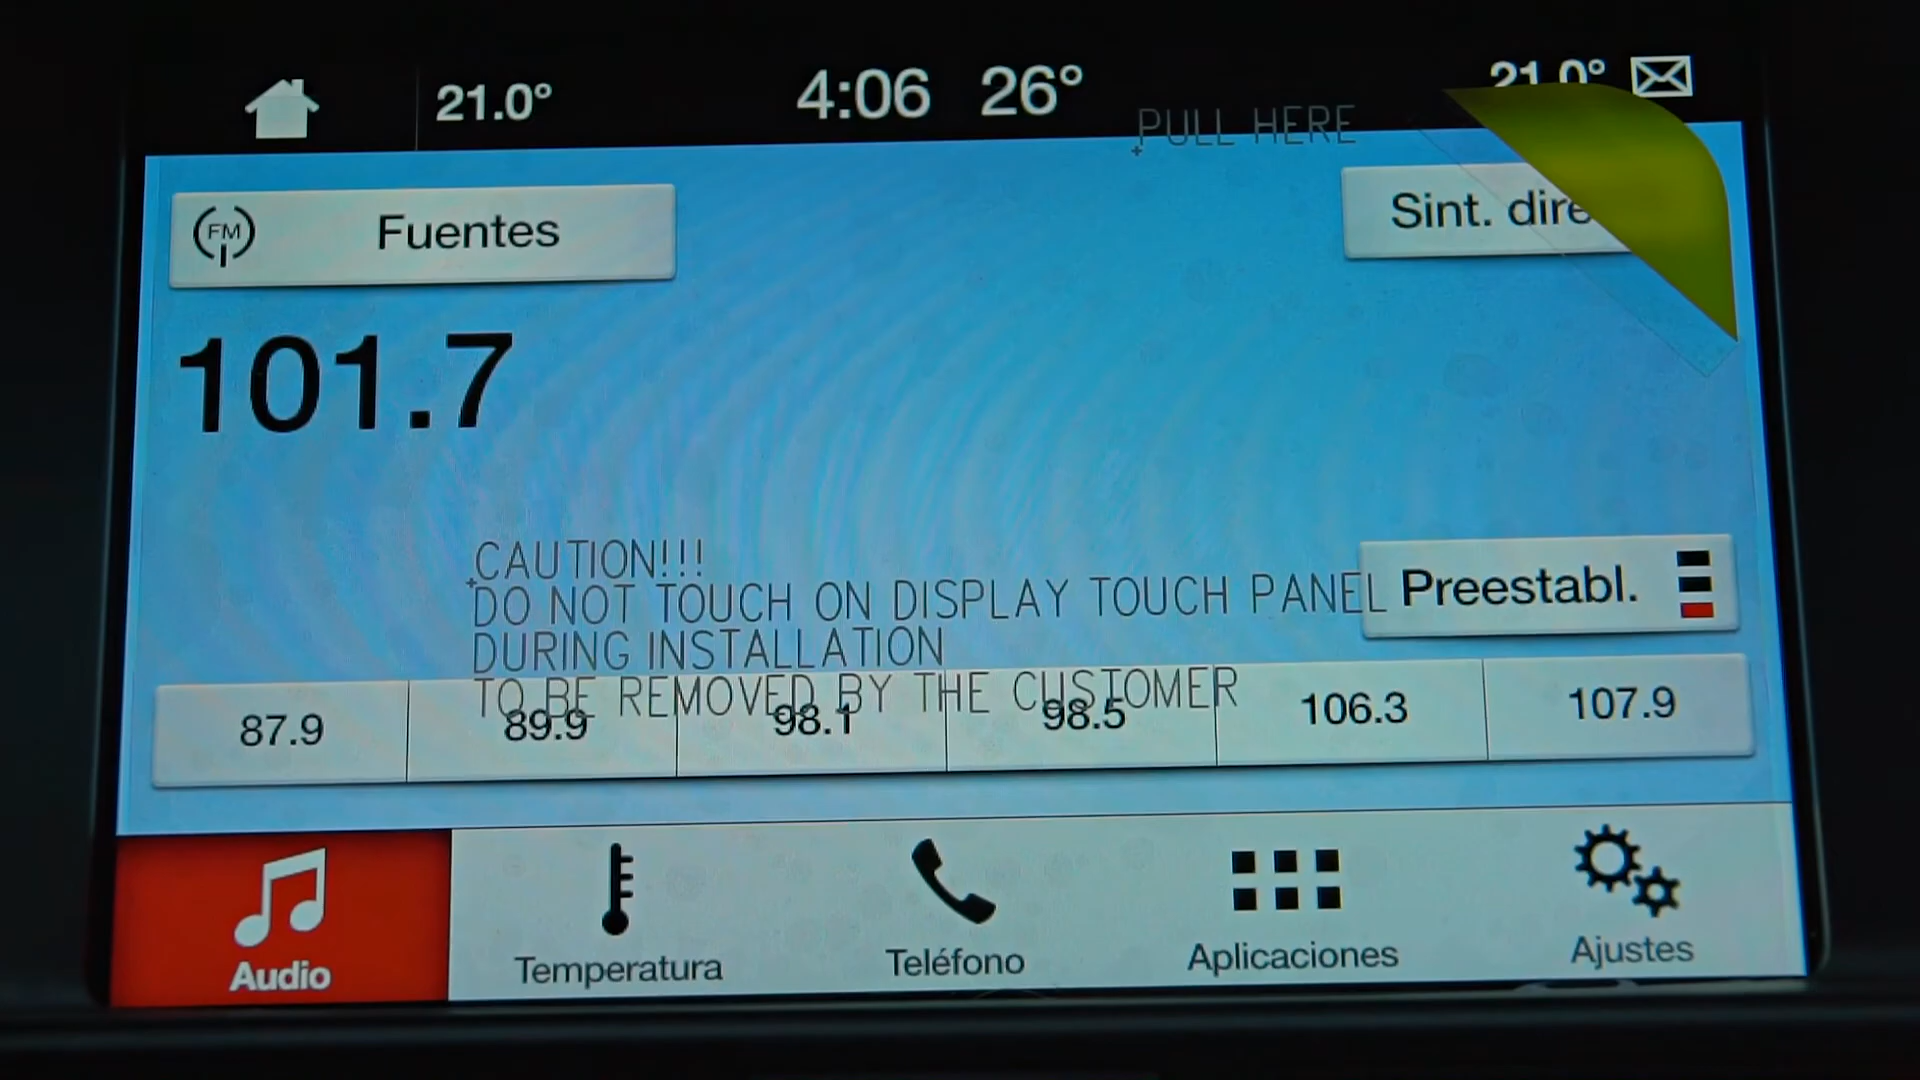 21.0° 4:06 26° 21.0°
PULL HERE
FM Fuentes Sint. dire
101.7
CAUTION!!!
DO NOT TOUCH ON DISPLAY TOUCH PANEL
DURING INSTALLATION
TO BE REMOVED BY THE CUSTOMER
Preestabl.
87.9 89.9 98.1 98.5 106.3 107.9
Audio Temperatura Teléfono Aplicaciones Ajustes